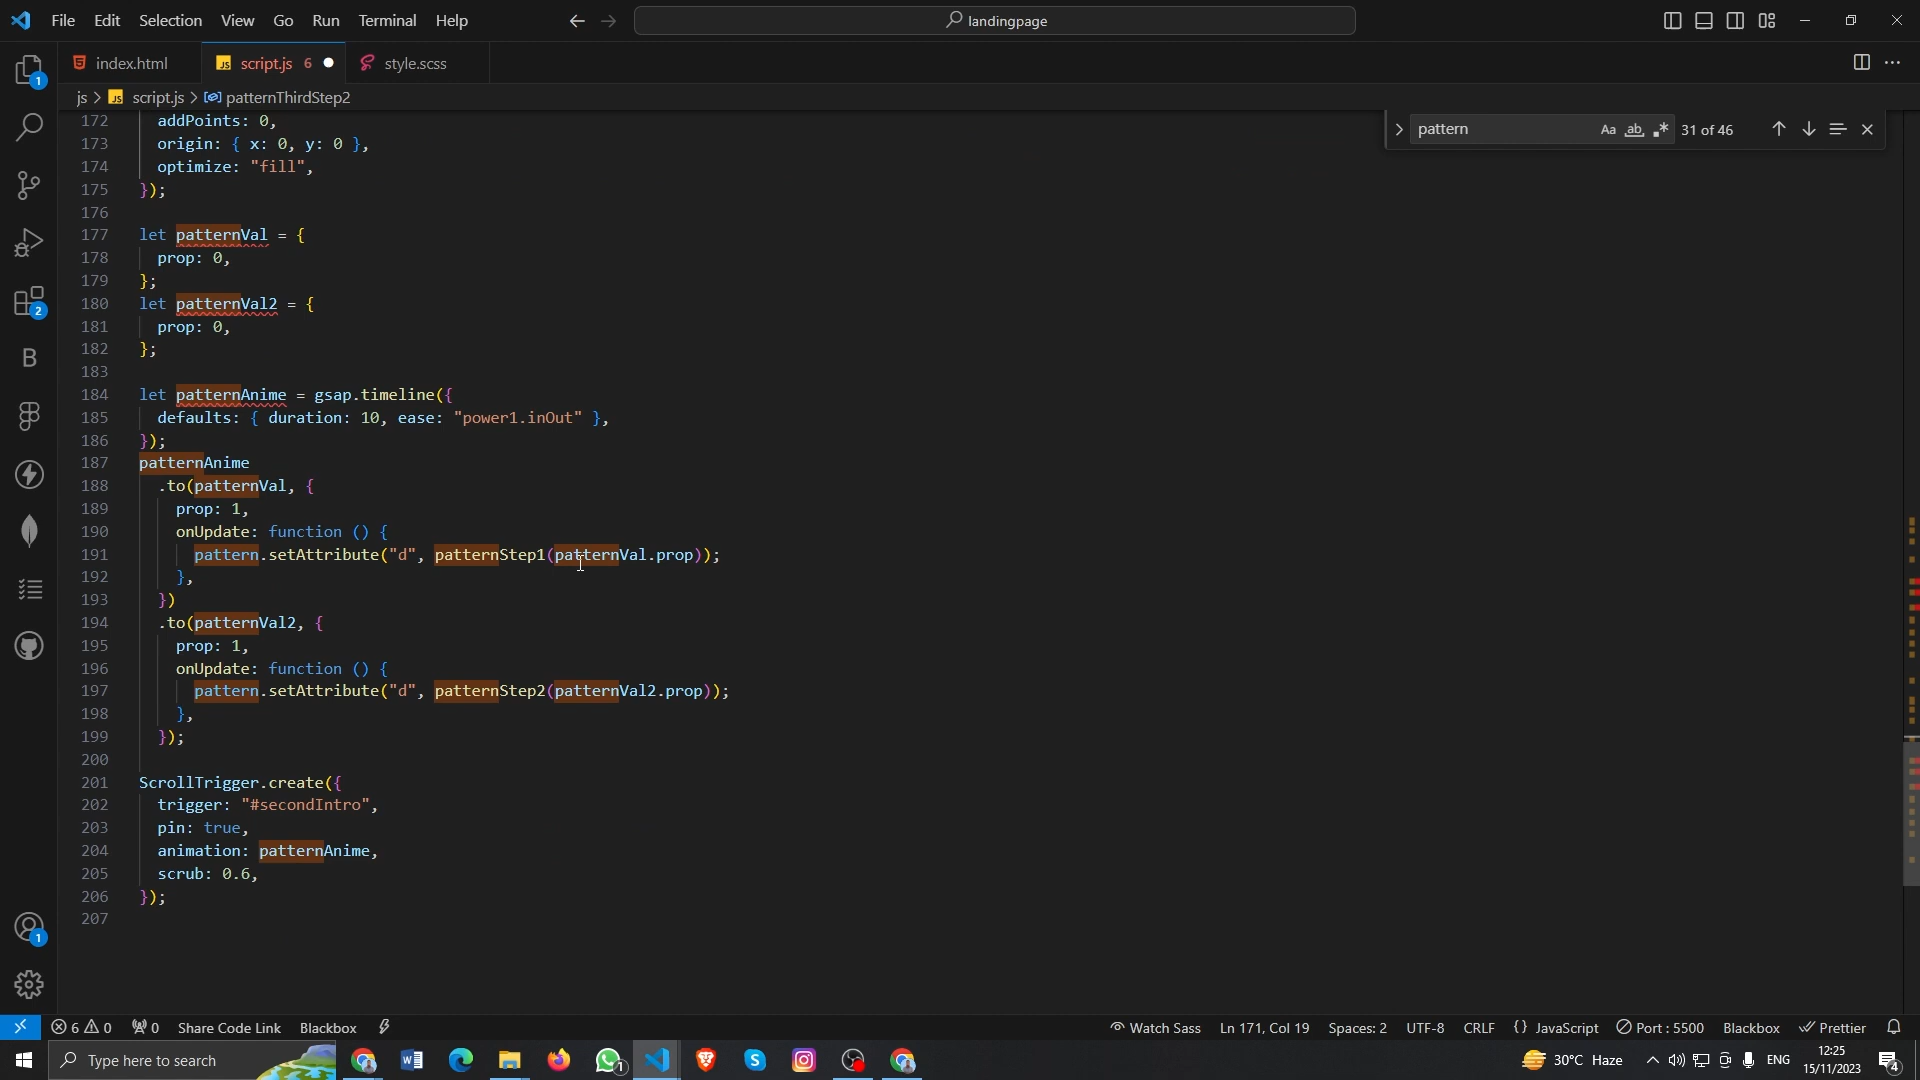 File Edit Selection View Go Run Terminal Help
landingpage
index.html
script.js 6
style.scss
js > script.js > patternThirdStep2
pattern
Aa ab
31 of 46
172 addPoints: 0,
173 origin: { x: 0, y: 0 },
174 optimize: "fill",
175 });
176
177 let patternVal = {
178 prop: 0,
179 };
180 let patternVal2 = {
181 prop: 0,
182 };
183
184 let patternAnime = gsap.timeline({
185 defaults: { duration: 10, ease: "power1.inOut" },
186 });
187 patternAnime
188 .to(patternVal, {
189 prop: 1,
190 onUpdate: function () {
191 pattern.setAttribute("d", patternStep1(patternVal.prop));
192 },
193 })
194 .to(patternVal2, {
195 prop: 1,
196 onUpdate: function () {
197 pattern.setAttribute("d", patternStep2(patternVal2.prop));
198 },
199 });
200
201 ScrollTrigger.create({
202 trigger: "#secondIntro",
203 pin: true,
204 animation: patternAnime,
205 scrub: 0.6,
206 });
207
1
2
B
1
6 0 0 Share Code Link Blackbox
Watch Sass Ln 171, Col 19 Spaces: 2 UTF-8 CRLF {} JavaScript Port : 5500 Blackbox Prettier
Type here to search
1
30°C Haze
ENG
12:25
15/11/2023
4